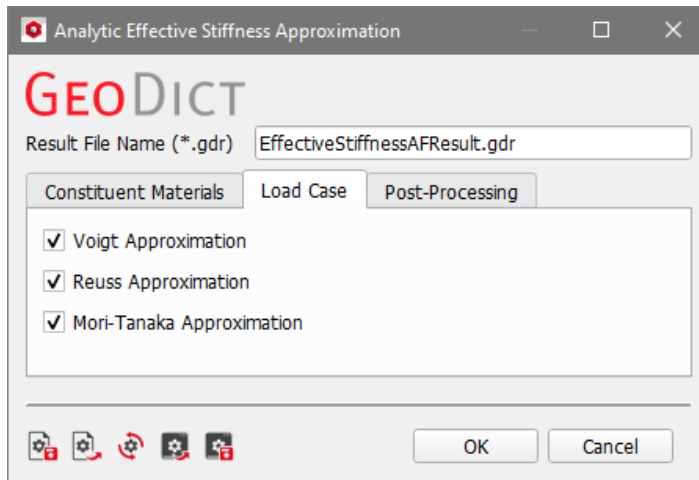 Analytic Effective Stiffness Approximation
GEODICT
Result File Name (*.gdr) EffectiveStiffnessAFResult.gdr
Constituent Materials Load Case Post-Processing
Voigt Approximation
Reuss Approximation
Mori-Tanaka Approximation
OK Cancel